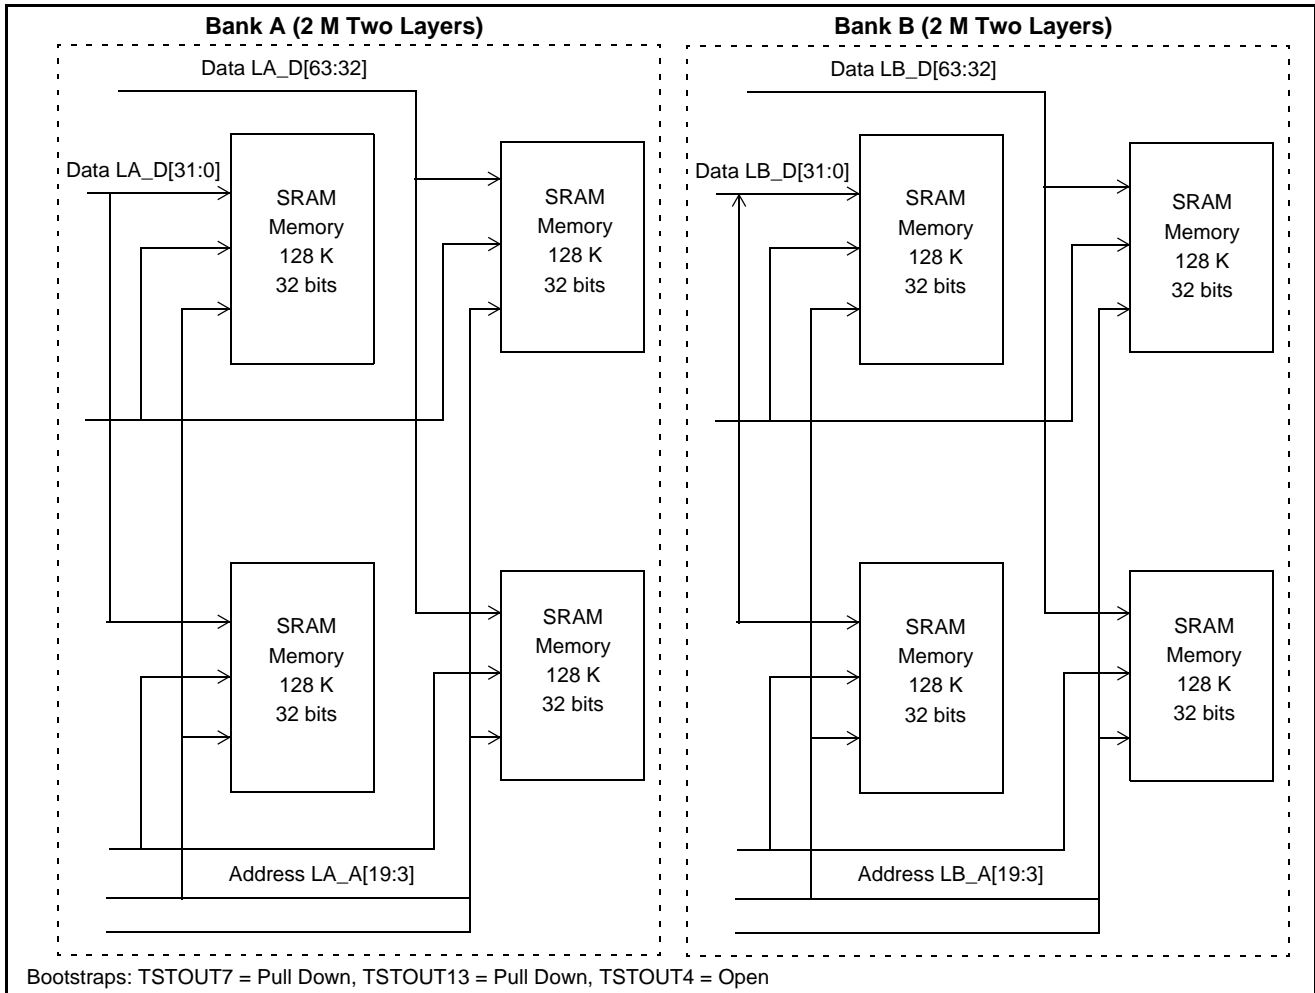 Bank A (2 M Two Layers)
Data LA_D[63:32]
Data LA_D[31:0]
SRAM
Memory
128 K
32 bits
SRAM
Memory
128 K
32 bits
SRAM
Memory
128 K
32 bits
SRAM
Memory
128 K
32 bits
Address LA_A[19:3]
Bank B (2 M Two Layers)
Data LB_D[63:32]
Data LB_D[31:0]
SRAM
Memory
128 K
32 bits
SRAM
Memory
128 K
32 bits
SRAM
Memory
128 K
32 bits
SRAM
Memory
128 K
32 bits
Address LB_A[19:3]
Bootstraps: TSTOUT7 = Pull Down, TSTOUT13 = Pull Down, TSTOUT4 = Open